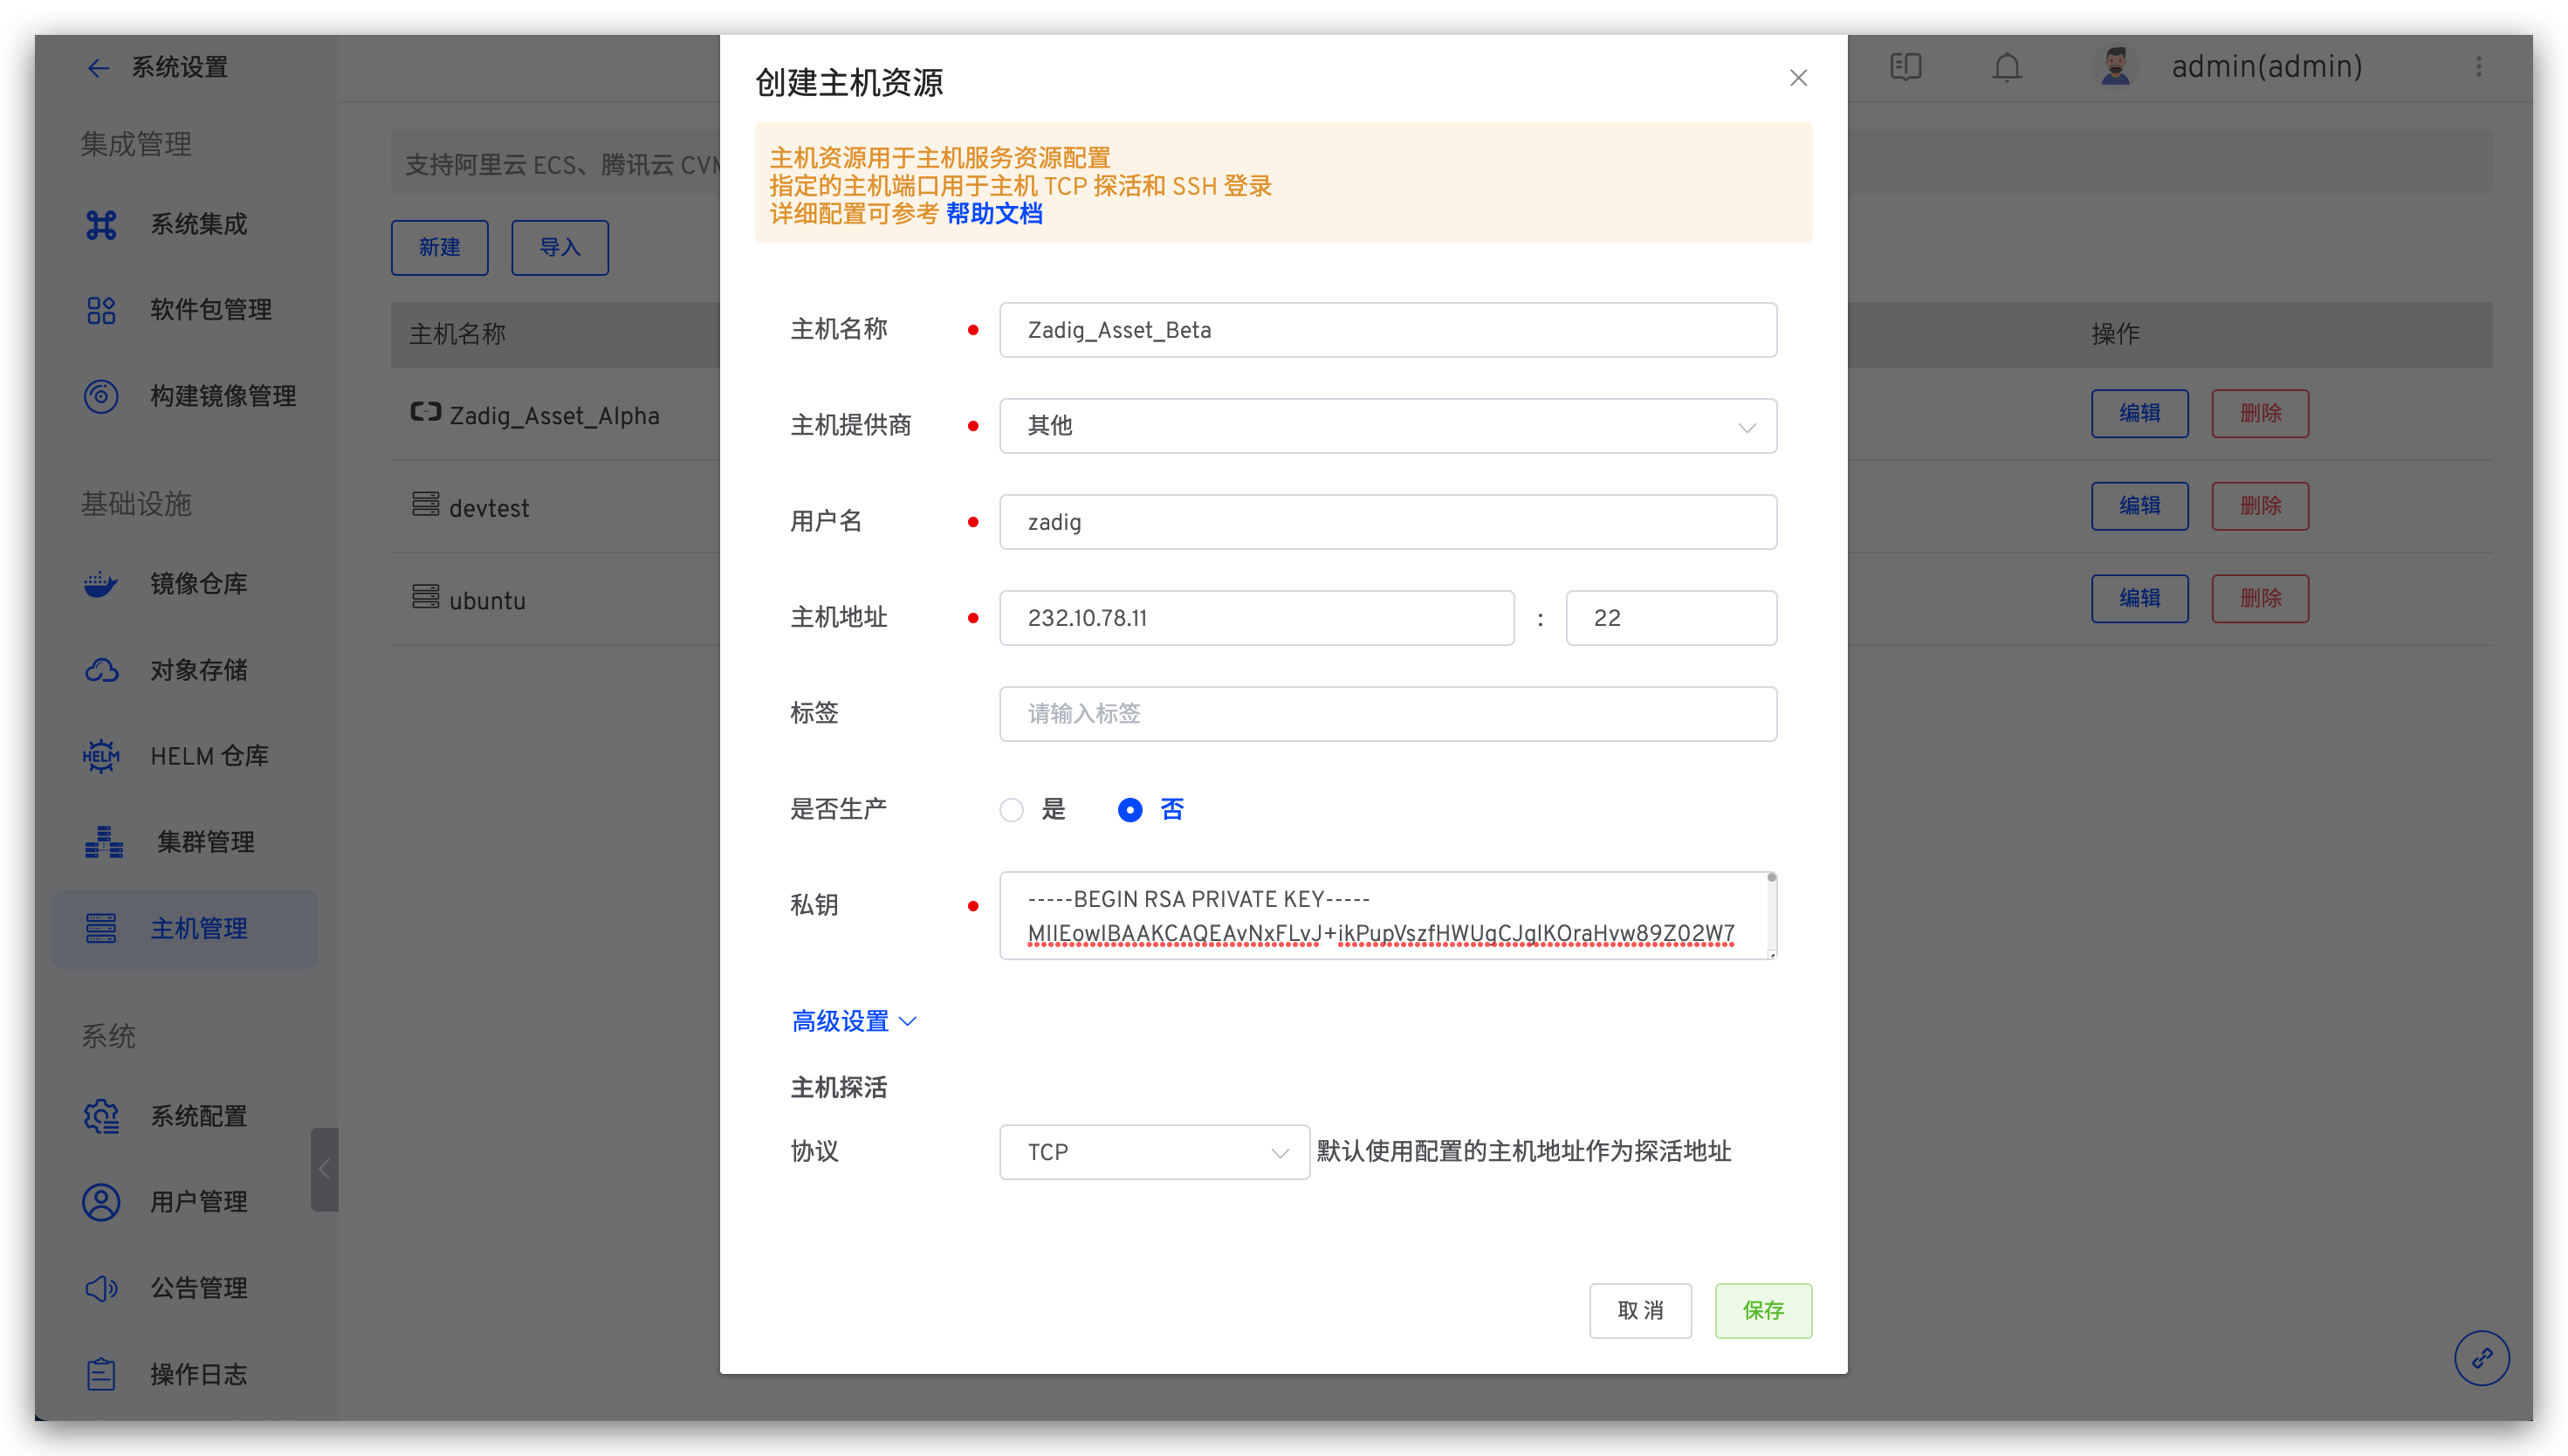 系统设置
admin(admin)
集成管理
系统集成
软件包管理
构建镜像管理
基础设施
镜像仓库
对象存储
HELM
HELM 仓库
集群管理
主机管理
系统
系统配置
用户管理
公告管理
操作日志
支持阿里云 ECS、腾讯云 CVM
新建
导入
主机名称
操作
Zadig_Asset_Alpha
编辑
删除
devtest
编辑
删除
ubuntu
编辑
删除
创建主机资源
主机资源用于主机服务资源配置
指定的主机端口用于主机 TCP 探活和 SSH 登录
详细配置可参考 帮助文档
主机名称
Zadig_Asset_Beta
主机提供商
其他
用户名
zadig
主机地址
232.10.78.11
:
22
标签
请输入标签
是否生产
是
否
私钥
-----BEGIN RSA PRIVATE KEY-----
MIIEowIBAAKCAQEAvNxFLvJ+ikPupVszfHWUgCJgIKOraHvw89Z02W7
高级设置
主机探活
协议
TCP
默认使用配置的主机地址作为探活地址
取消
保存